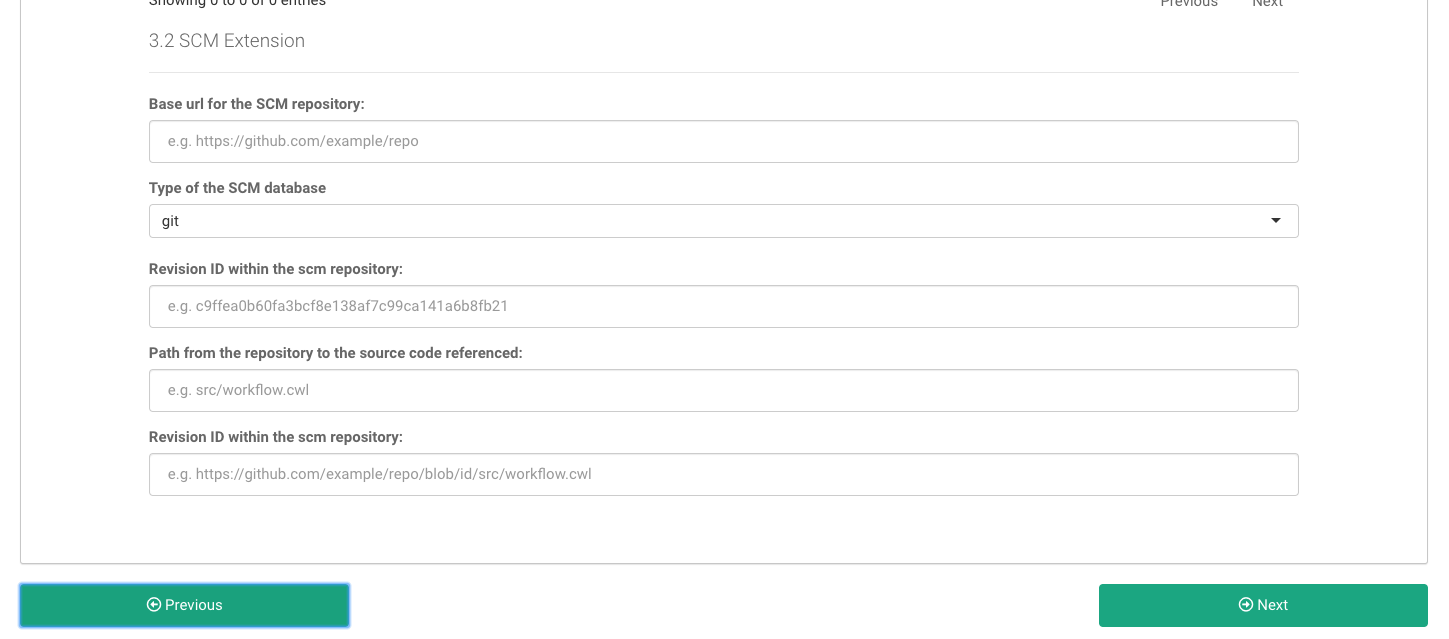 Showing 0 to 0 of 0 entries
Previous Next
3.2 SCM Extension
Base url for the SCM repository:
e.g. https://github.com/example/repo
Type of the SCM database
git
Revision ID within the scm repository:
e.g. c9ffea0b60fa3bcf8e138af7c99ca141a6b8fb21
Path from the repository to the source code referenced:
e.g. src/workflow.cwl
Revision ID within the scm repository:
e.g. https://github.com/example/repo/blob/id/src/workflow.cwl
Previous
Next